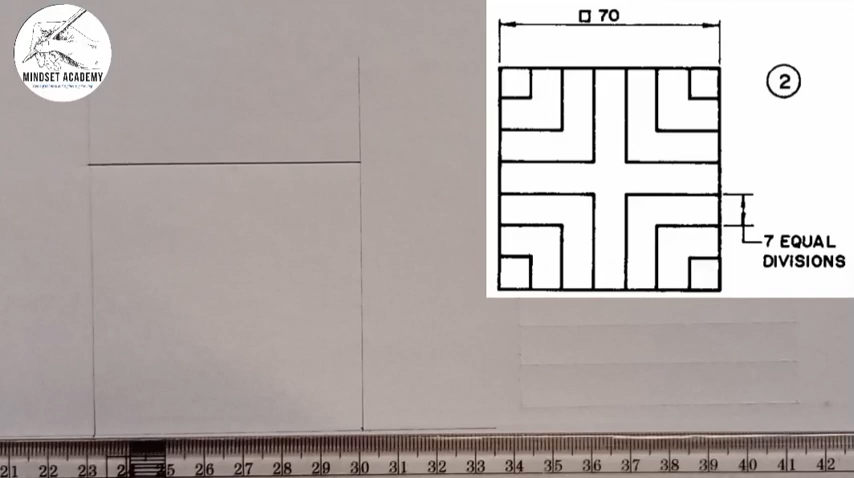 MINDSET ACADEMY
□ 70
2
7 EQUAL
DIVISIONS
21 22 23 24 25 26 27 28 29 30 31 32 33 34 35 36 37 38 39 40 41 42